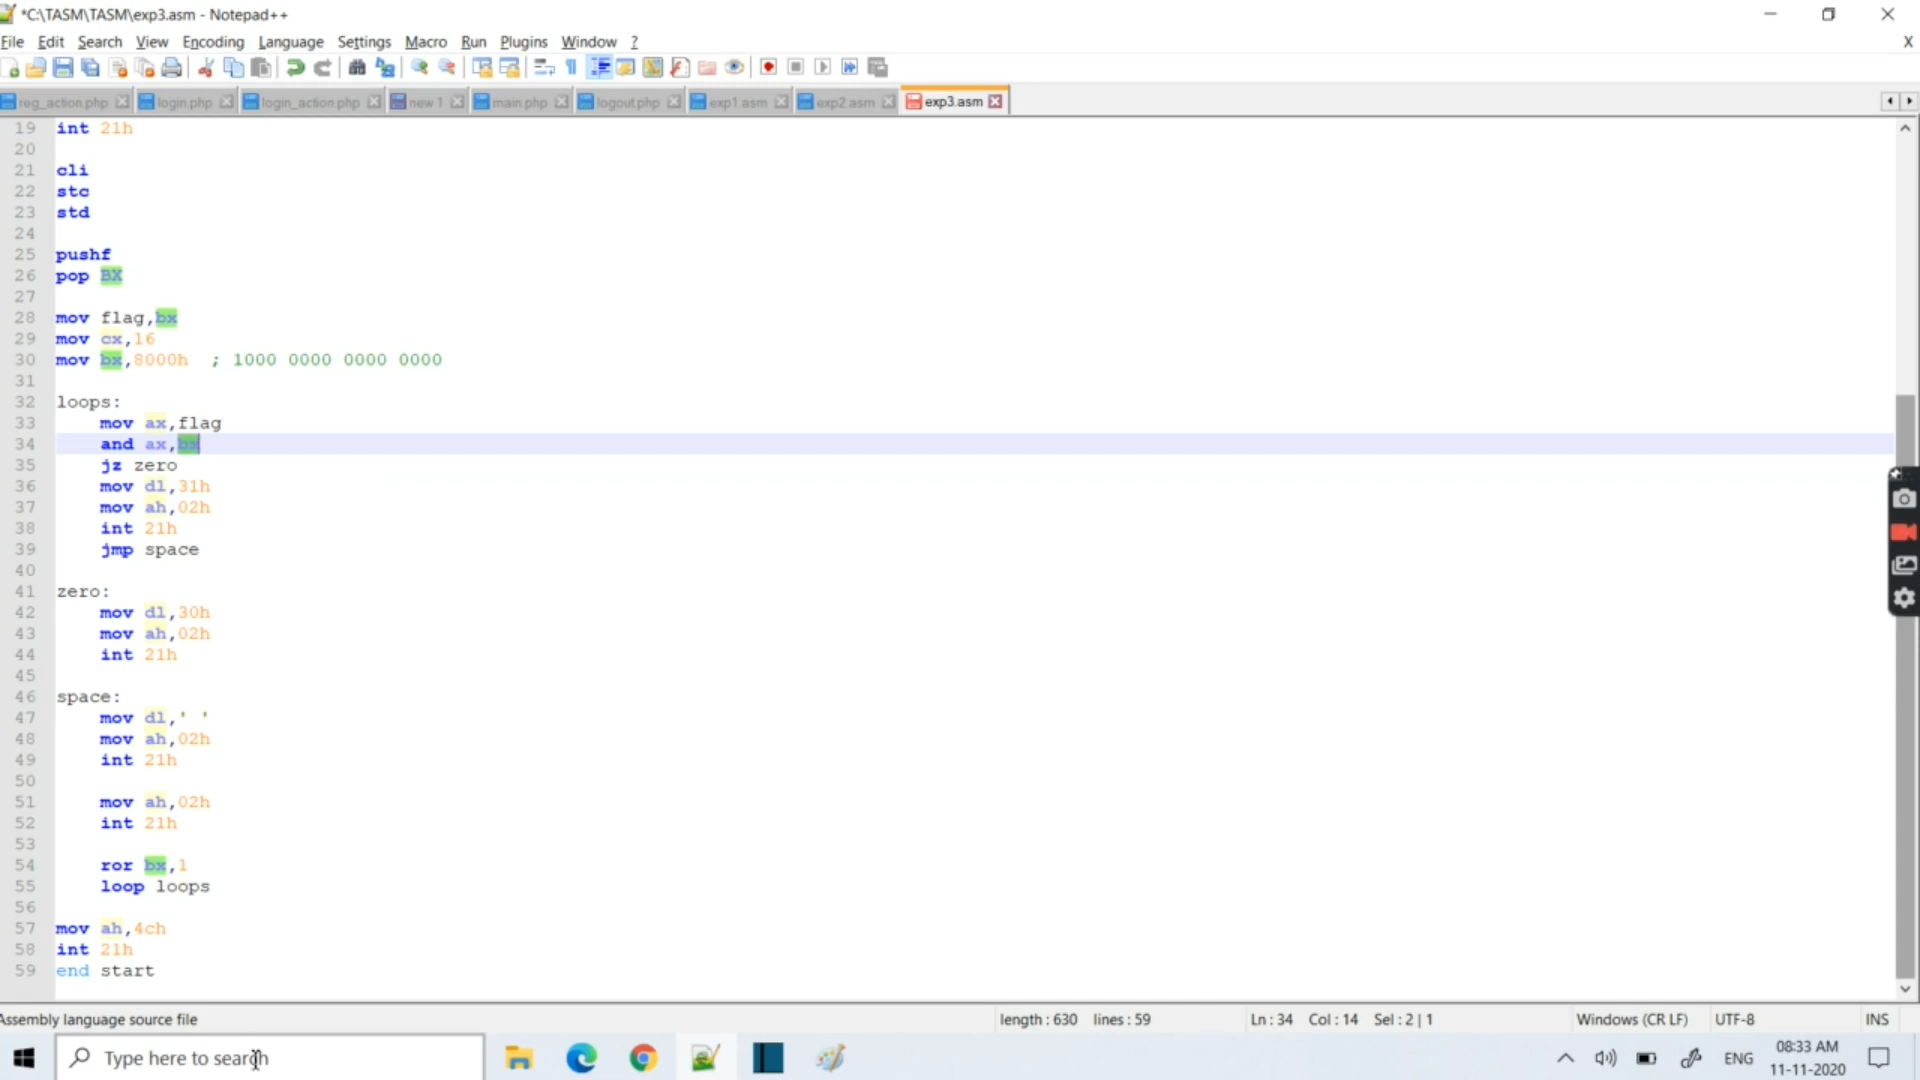 *C:\TASM\TASM\exp3.asm - Notepad++
File Edit Search View Encoding Language Settings Macro Run Plugins Window ?
X
reg_action.php login.php login_action.php new 1 main.php logout.php exp1.asm exp2.asm exp3.asm
19 int 21h
20
21 cli
22 stc
23 std
24
25 pushf
26 pop BX
27
28 mov flag,bx
29 mov cx,16
30 mov bx,8000h ; 1000 0000 0000 0000
31
32 loops:
33 mov ax,flag
34 and ax,bx
35 jz zero
36 mov dl,31h
37 mov ah,02h
38 int 21h
39 jmp space
40
41 zero:
42 mov dl,30h
43 mov ah,02h
44 int 21h
45
46 space:
47 mov dl,' '
48 mov ah,02h
49 int 21h
50
51 mov ah,02h
52 int 21h
53
54 ror bx,1
55 loop loops
56
57 mov ah,4ch
58 int 21h
59 end start
Assembly language source file length : 630 lines : 59 Ln : 34 Col : 14 Sel : 2 | 1 Windows (CR LF) UTF-8 INS
Type here to search
ENG
08:33 AM
11-11-2020